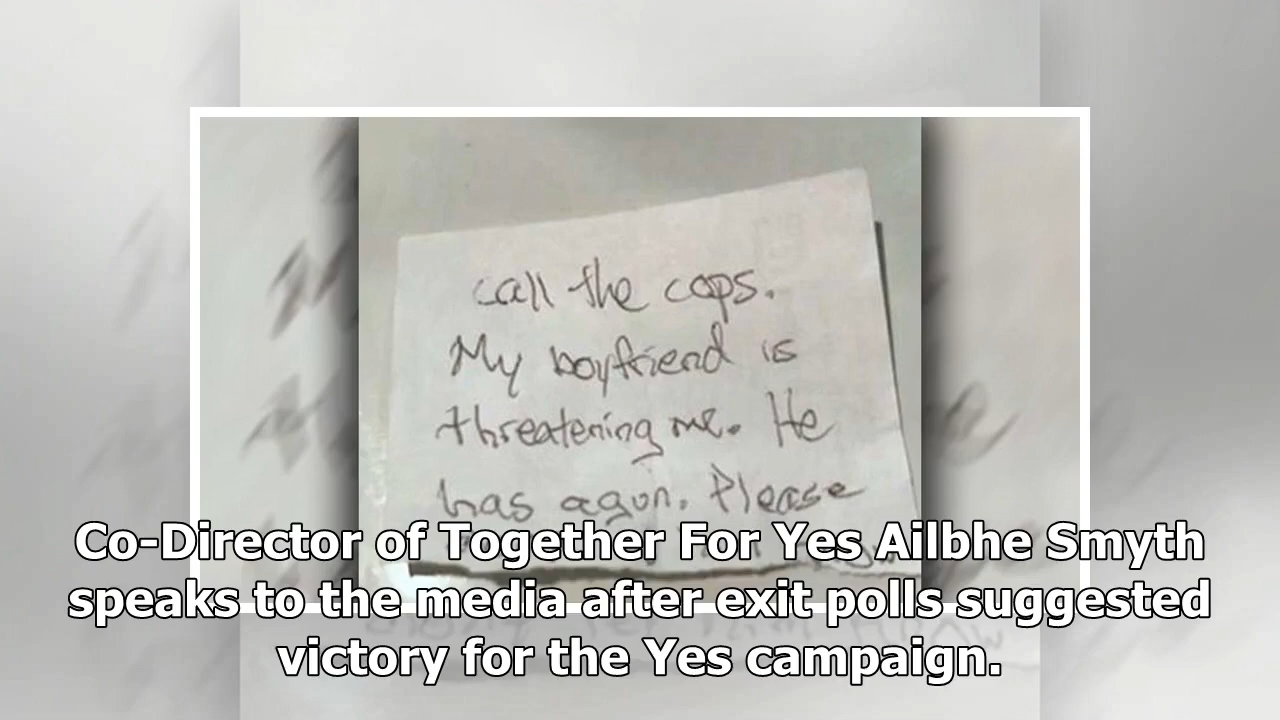 call the cops.
My boyfriend is
threatening me. He
has a gun. Please
Co-Director of Together For Yes Ailbhe Smyth
speaks to the media after exit polls suggested
victory for the Yes campaign.